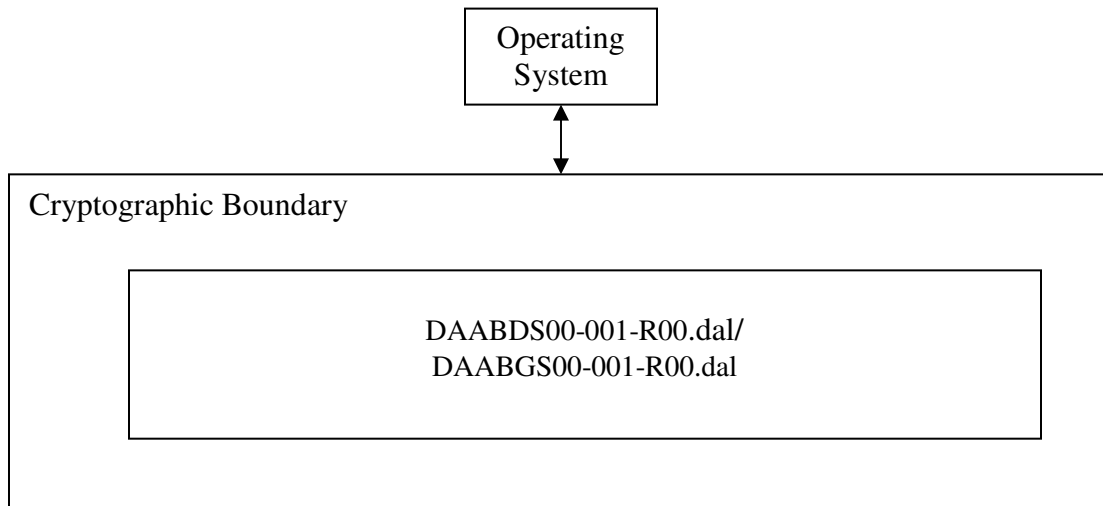 Operating
System
Cryptographic Boundary
DAABDS00-001-R00.dal/
DAABGS00-001-R00.dal